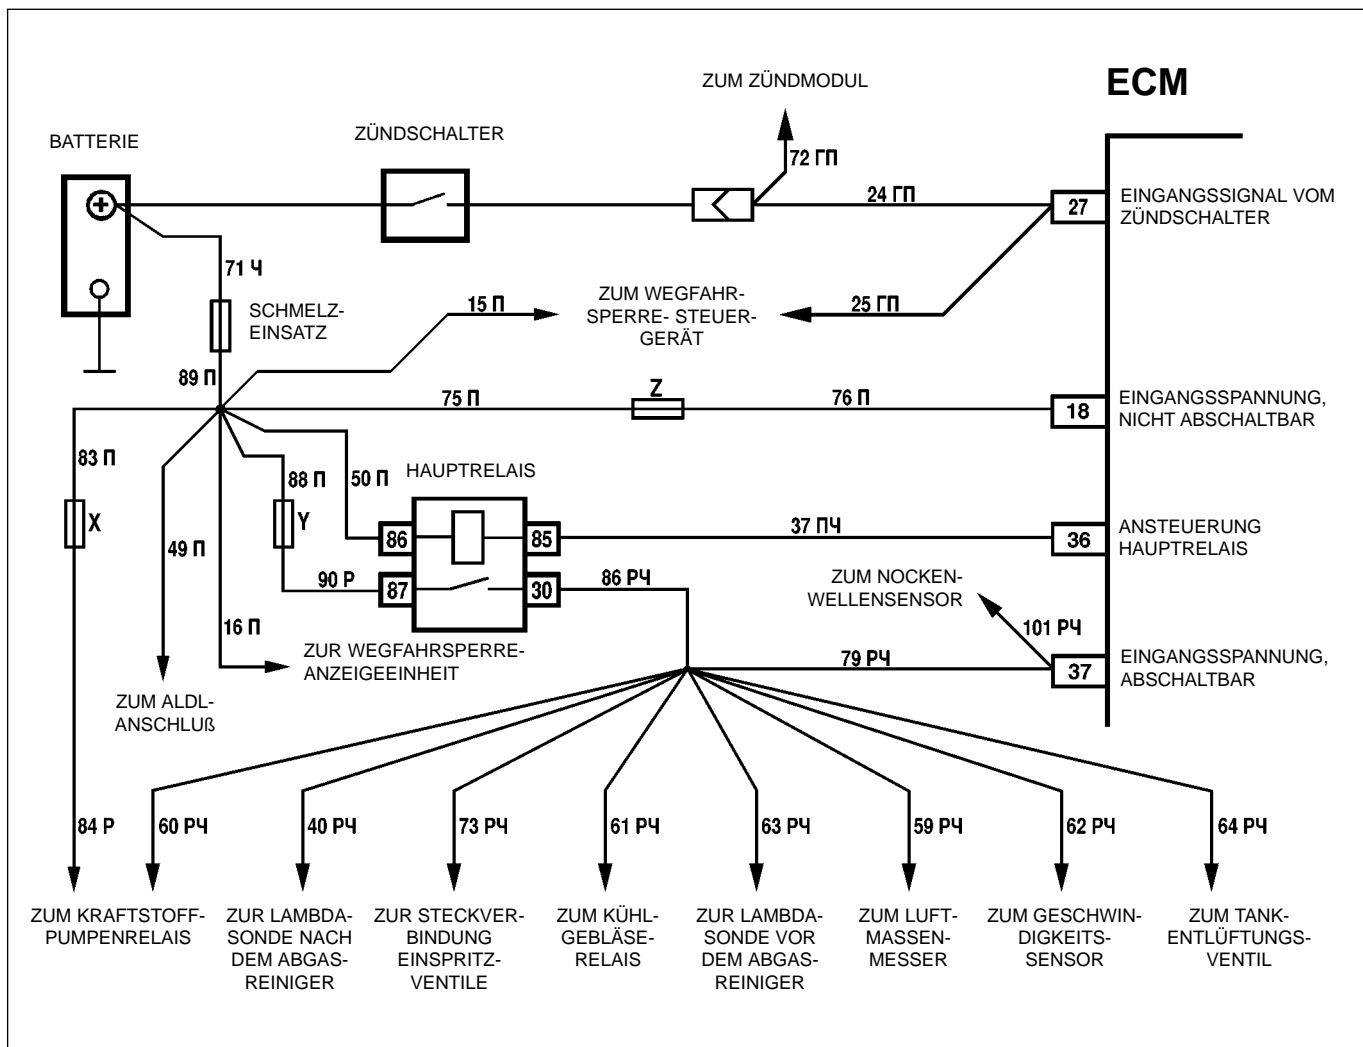 ZUM ZÜNDMODUL
ECM
BATTERIE
ZÜNDSCHALTER
72 ГП
24 ГП
27
EINGANGSSIGNAL VOM
ZÜNDSCHALTER
71 Ч
SCHMELZ-
EINSATZ
15 П
ZUM WEGFAHR-
SPERRE- STEUER-
GERÄT
25 ГП
89 П
75 П
Z
76 П
18
EINGANGSSPANNUNG,
NICHT ABSCHALTBAR
83 П
X
49 П
88 П
Y
50 П
HAUPTRELAIS
86
85
37 ПЧ
36
ANSTEUERUNG
HAUPTRELAIS
90 Р
87
30
86 РЧ
ZUM NOCKEN-
WELLENSENSOR
101 РЧ
16 П
ZUR WEGFAHRSPERRE-
ANZEIGEEINHEIT
79 РЧ
37
EINGANGSSPANNUNG,
ABSCHALTBAR
ZUM ALDL-
ANSCHLUß
84 Р
60 РЧ
40 РЧ
73 РЧ
61 РЧ
63 РЧ
59 РЧ
62 РЧ
64 РЧ
ZUM KRAFTSTOFF-
PUMPENRELAIS
ZUR LAMBDA-
SONDE NACH
DEM ABGAS-
REINIGER
ZUR STECKVER-
BINDUNG
EINSPRITZ-
VENTILE
ZUM KÜHL-
GEBLÄSE-
RELAIS
ZUR LAMBDA-
SONDE VOR
DEM ABGAS-
REINIGER
ZUM LUFT-
MASSEN-
MESSER
ZUM GESCHWIN-
DIGKEITS-
SENSOR
ZUM TANK-
ENTLÜFTUNGS-
VENTIL